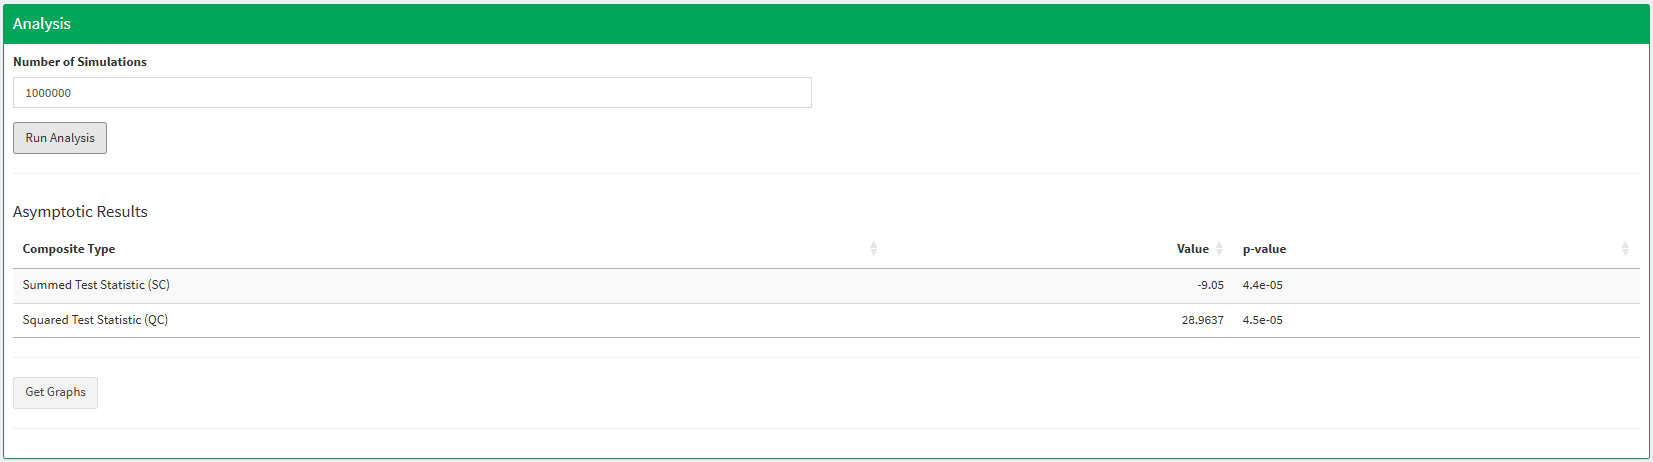 Analysis
Number of Simulations
1000000
Run Analysis
Asymptotic Results
Composite Type Value p-value
Summed Test Statistic (SC) -9.05 4.4e-05
Squared Test Statistic (QC) 28.9637 4.5e-05
Get Graphs